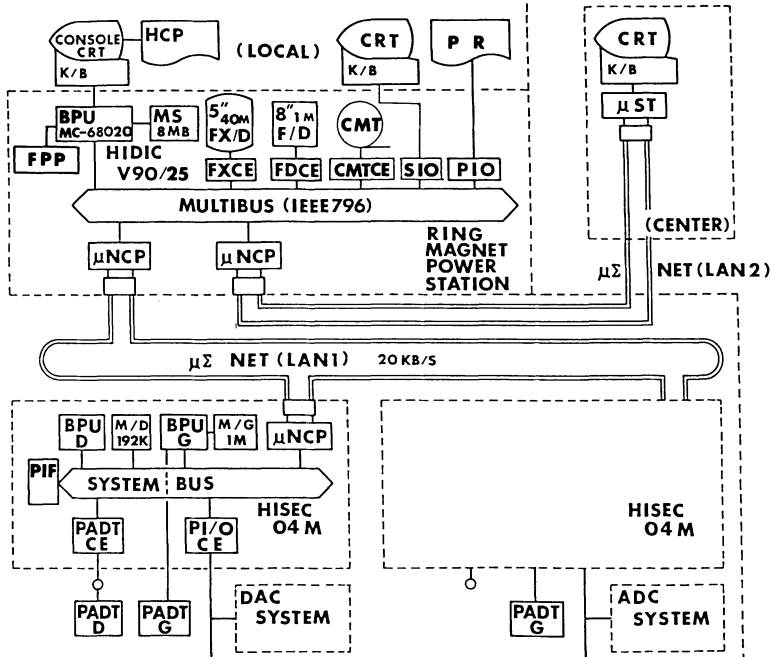 CONSOLE
CRT
K/B
HCP
(LOCAL)
CRT
K/B
P R
CRT
K/B
μST
BPU
MC-68020
MS
8MB
FPP
HIDIC
V90/25
5" 40M
FX/D
8" 1M
F/D
CMT
FXCE
FDCE
CMTCE
SIO
PIO
MULTIBUS (IEEE796)
(CENTER)
μNCP
μNCP
RING
MAGNET
POWER
STATION
μΣ NET (LAN2)
μΣ NET (LAN1) 20 KB/S
BPU
D
M/D
192K
BPU
G
M/G
1M
μNCP
PIF
SYSTEM BUS
HISEC
04 M
PADT
CE
PI/O
CE
PADT
D
PADT
G
DAC
SYSTEM
HISEC
04 M
PADT
G
ADC
SYSTEM